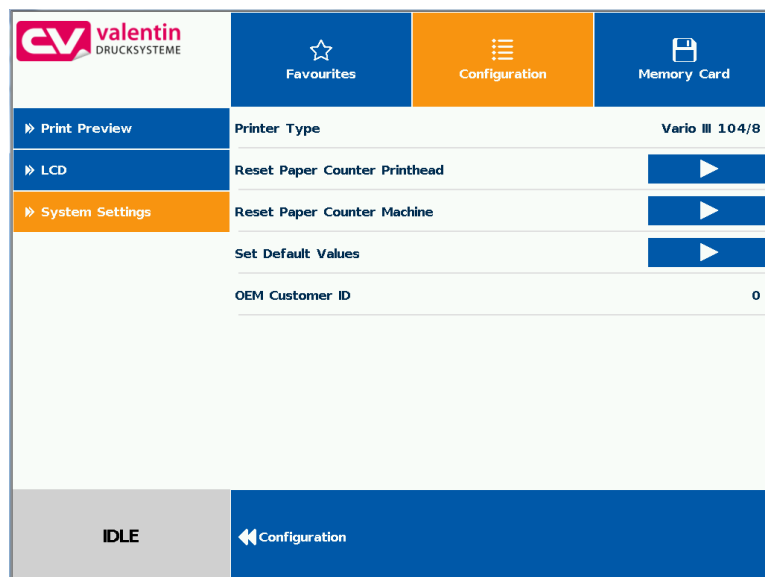 CV valentin
DRUCKSYSTEME
Favourites
Configuration
Memory Card
Print Preview
LCD
System Settings
Printer Type Vario III 104/8
Reset Paper Counter Printhead
Reset Paper Counter Machine
Set Default Values
OEM Customer ID 0
IDLE
Configuration